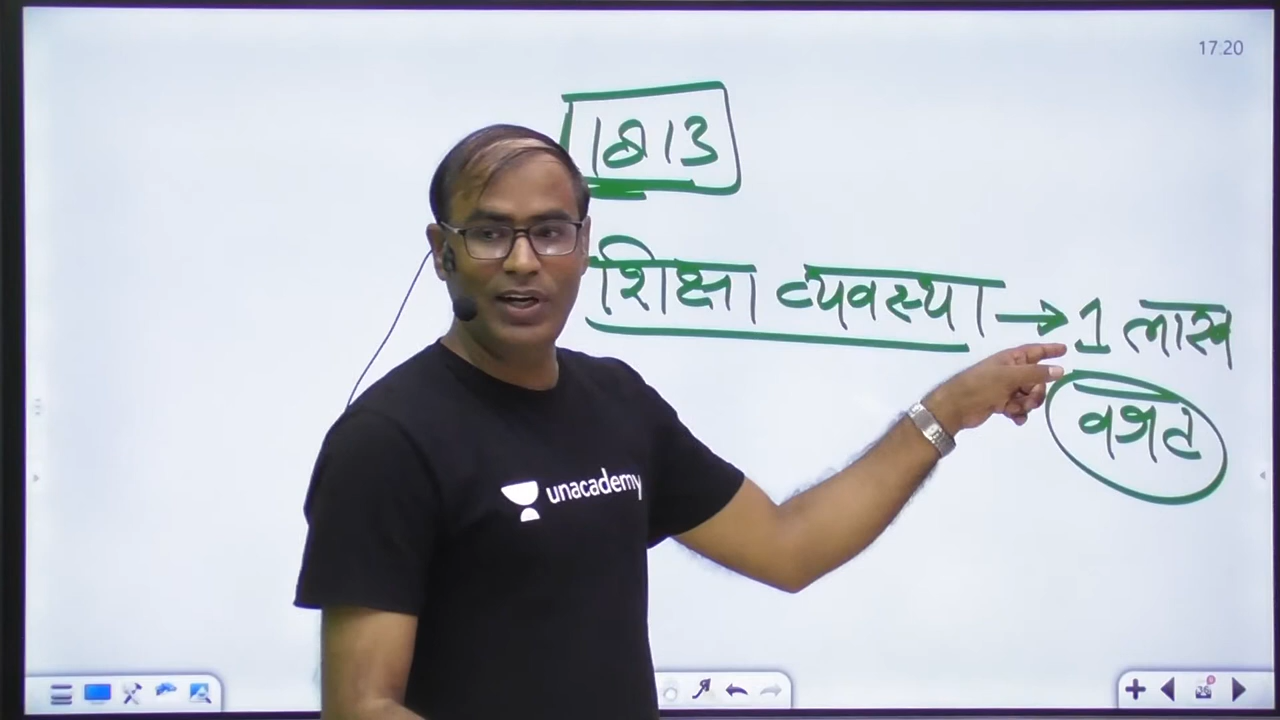 17:20
1813
शिक्षा व्यवस्था → 1 लाख
बजट
unacademy